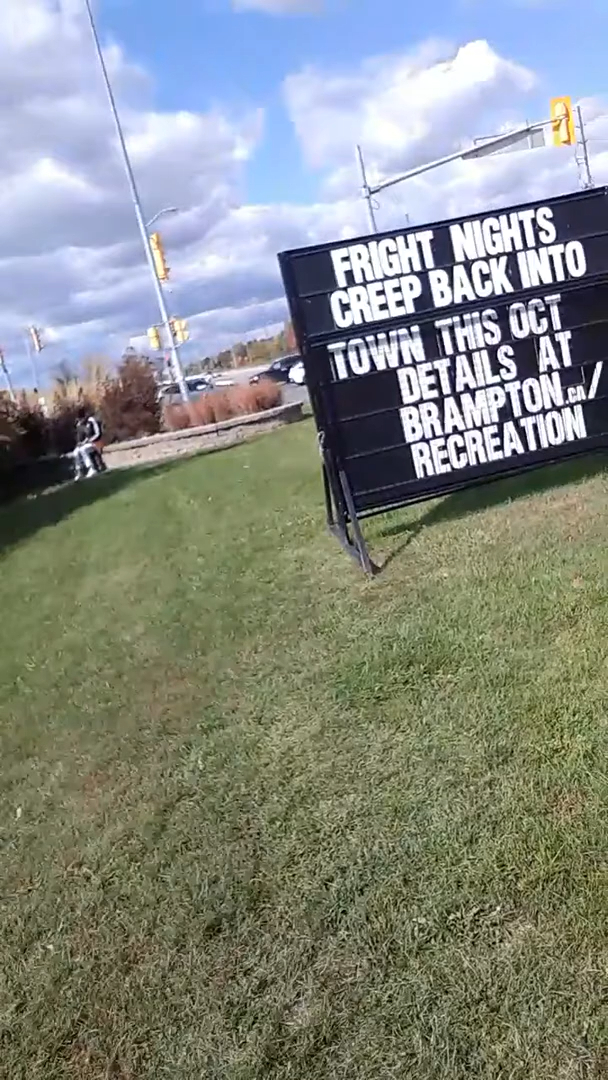 FRIGHT NIGHTS
CREEP BACK INTO
TOWN THIS OCT
DETAILS AT
BRAMPTON.ca/
RECREATION